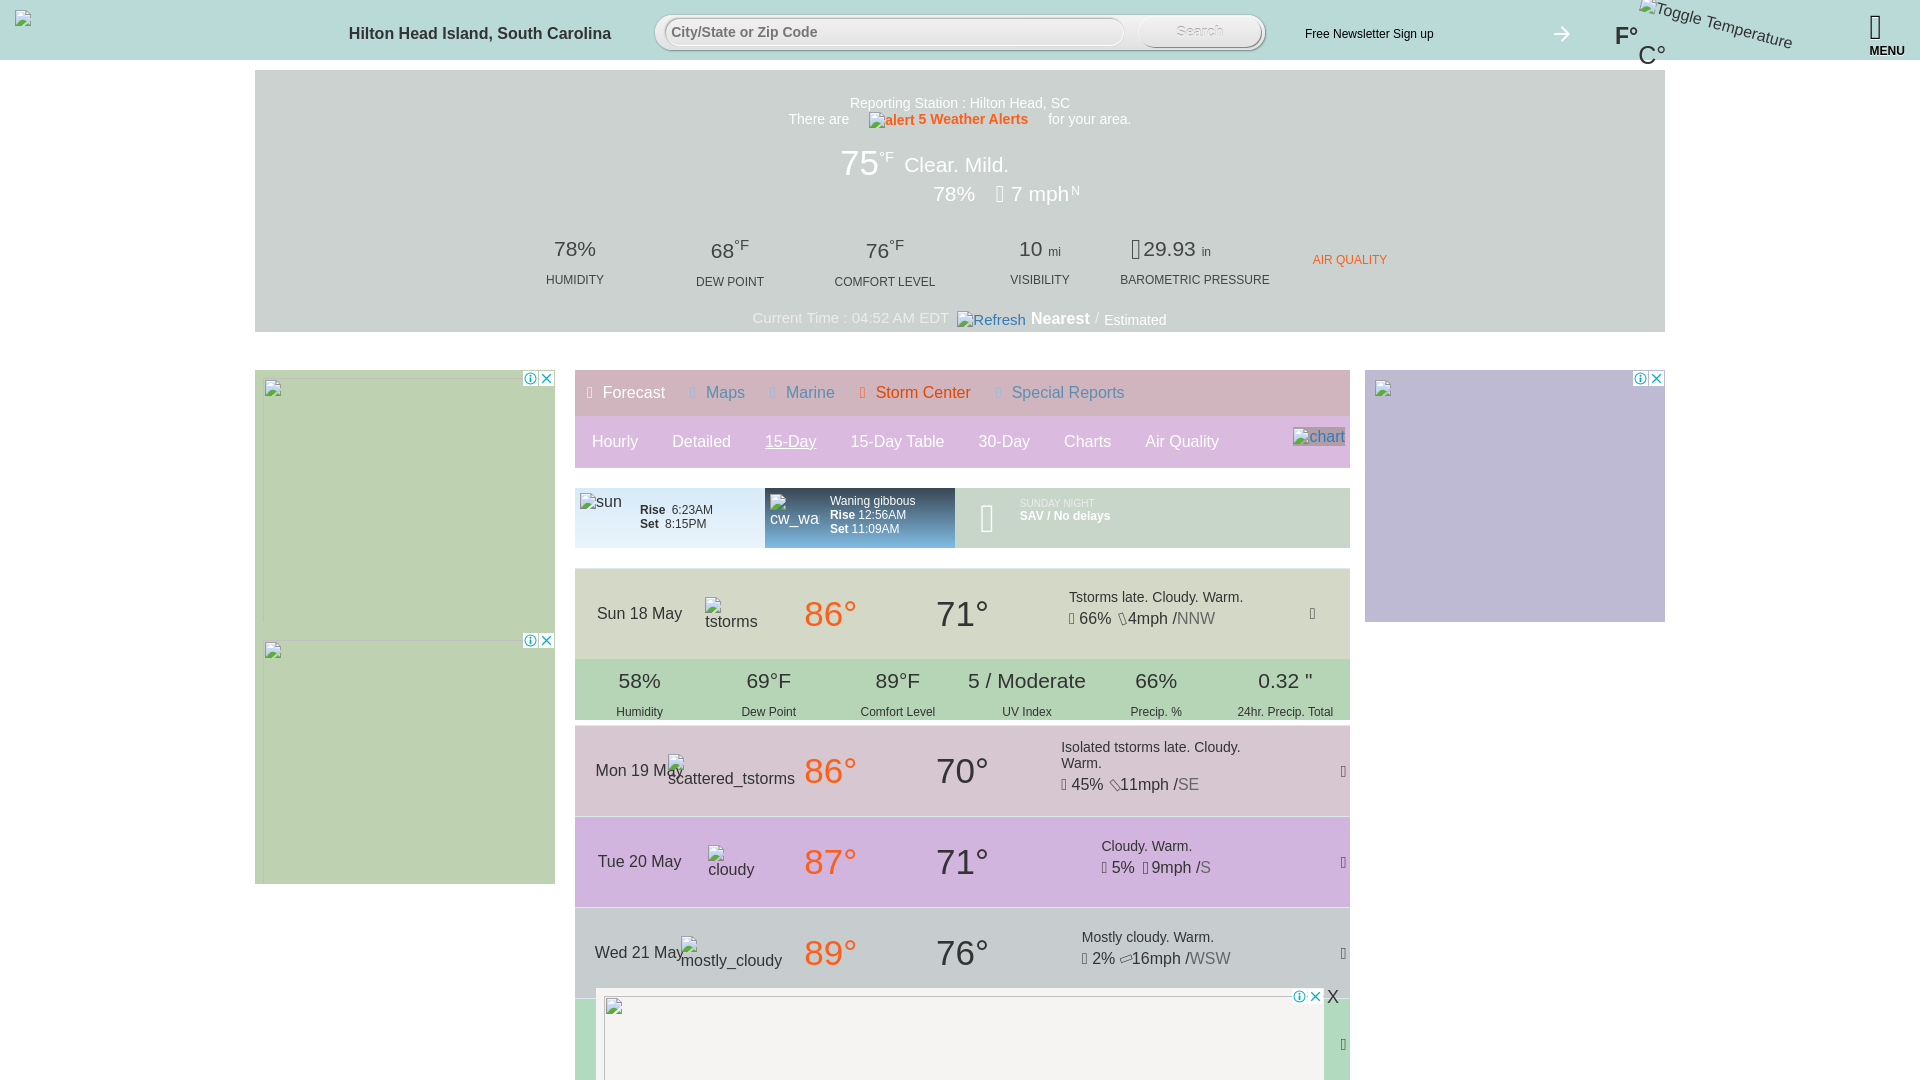 Hilton Head Island, South Carolina
City/State or Zip Code
Search
Free Newsletter Sign up
F°
C°
Toggle Temperature
MENU
Reporting Station : Hilton Head, SC
There are alert 5 Weather Alerts for your area.
75°F Clear. Mild.
78% 7 mph N
78%
HUMIDITY
68°F
DEW POINT
76°F
COMFORT LEVEL
10 mi
VISIBILITY
29.93 in
BAROMETRIC PRESSURE
AIR QUALITY
Current Time : 04:52 AM EDT Refresh Nearest / Estimated
Forecast Maps Marine Storm Center Special Reports
Hourly Detailed 15-Day 15-Day Table 30-Day Charts Air Quality chart
sun
Rise 6:23AM
Set 8:15PM
cw_wa
Waning gibbous
Rise 12:56AM
Set 11:09AM
SUNDAY NIGHT
SAV / No delays
Sun 18 May tstorms 86° 71°
Tstorms late. Cloudy. Warm.
66% 4mph /NNW
58%
Humidity
69°F
Dew Point
89°F
Comfort Level
5 / Moderate
UV Index
66%
Precip. %
0.32 "
24hr. Precip. Total
Mon 19 May scattered_tstorms 86° 70°
Isolated tstorms late. Cloudy.
Warm.
45% 11mph /SE
Tue 20 May cloudy 87° 71°
Cloudy. Warm.
5% 9mph /S
Wed 21 May mostly_cloudy 89° 76°
Mostly cloudy. Warm.
2% 16mph /WSW
X